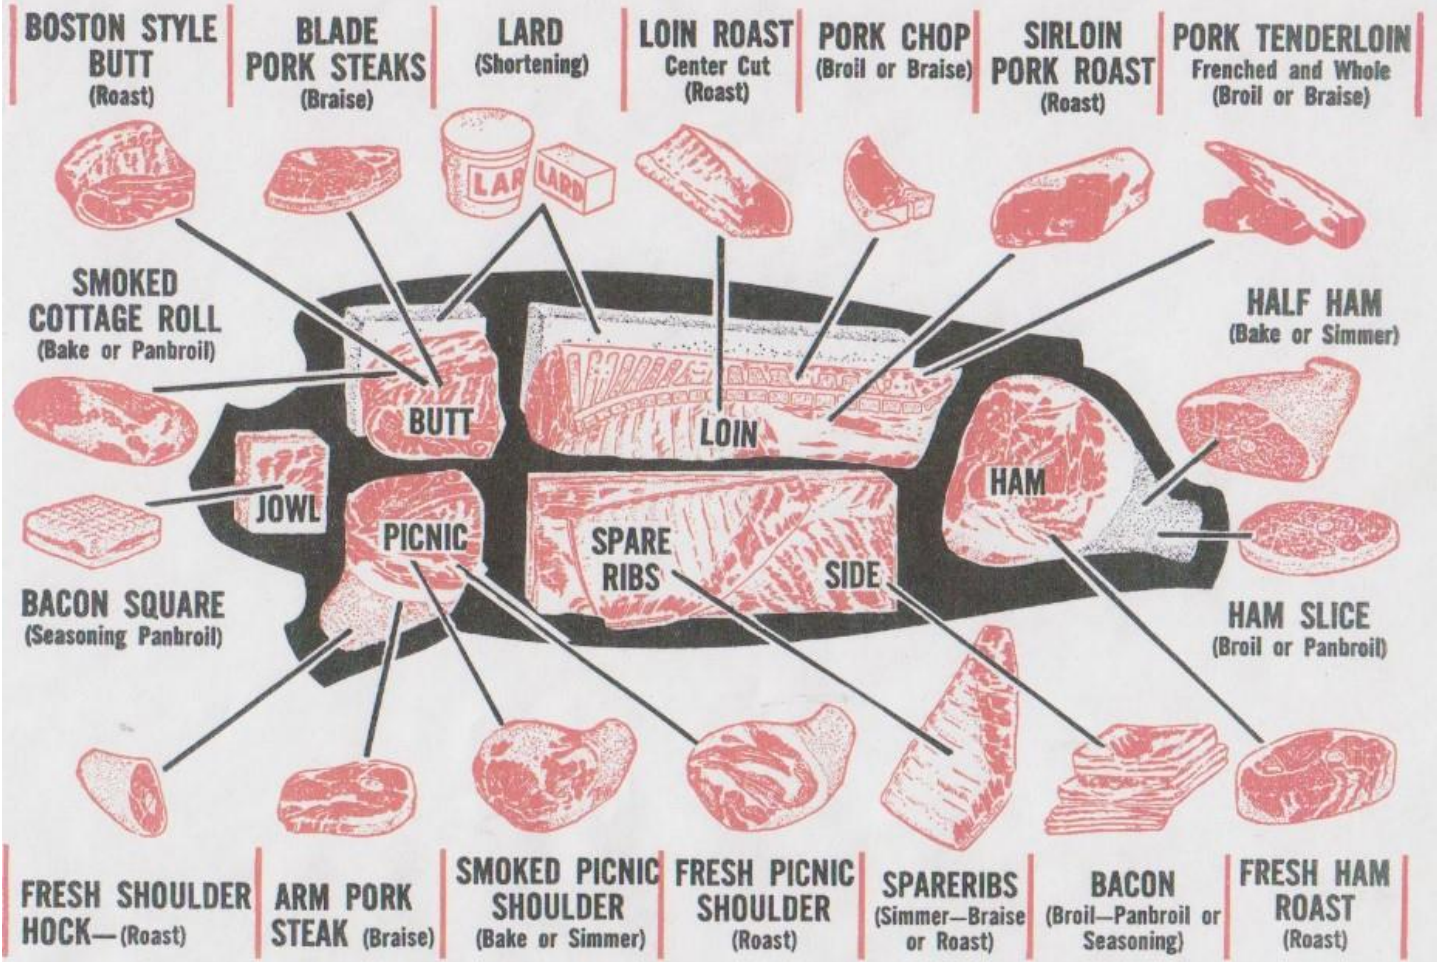 BOSTON STYLE
BUTT
(Roast)
BLADE
PORK STEAKS
(Braise)
LARD
(Shortening)
LOIN ROAST
Center Cut
(Roast)
PORK CHOP
(Broil or Braise)
SIRLOIN
PORK ROAST
(Roast)
PORK TENDERLOIN
Frenched and Whole
(Broil or Braise)
LAR
LARD
SMOKED
COTTAGE ROLL
(Bake or Panbroil)
HALF HAM
(Bake or Simmer)
BUTT
LOIN
JOWL
HAM
PICNIC
SPARE
RIBS
SIDE
BACON SQUARE
(Seasoning Panbroil)
HAM SLICE
(Broil or Panbroil)
FRESH SHOULDER
HOCK—(Roast)
ARM PORK
STEAK (Braise)
SMOKED PICNIC
SHOULDER
(Bake or Simmer)
FRESH PICNIC
SHOULDER
(Roast)
SPARERIBS
(Simmer—Braise
or Roast)
BACON
(Broil—Panbroil or
Seasoning)
FRESH HAM
ROAST
(Roast)